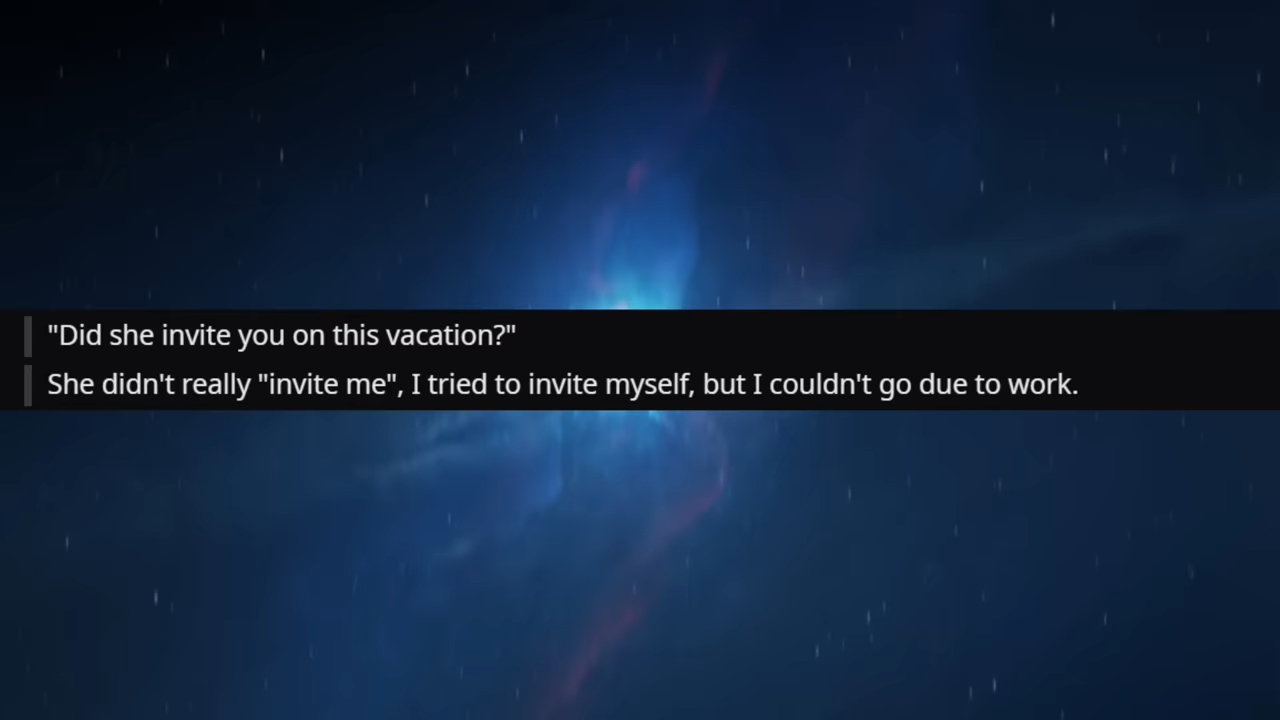 "Did she invite you on this vacation?"
She didn't really "invite me", I tried to invite myself, but I couldn't go due to work.